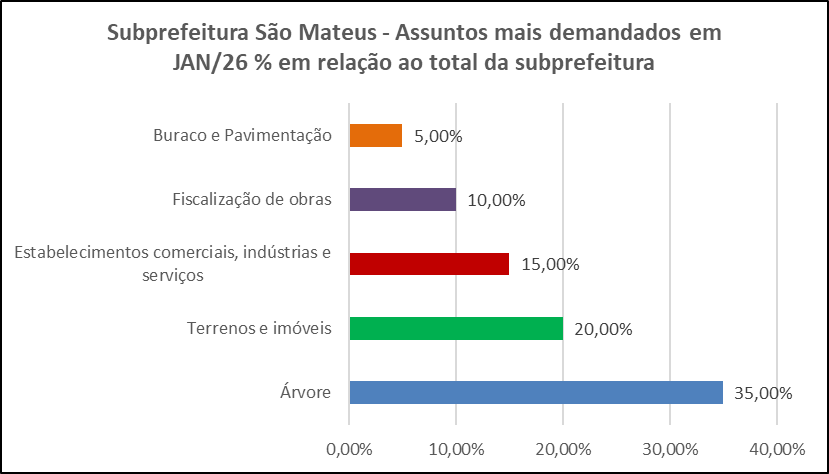 Subprefeitura São Mateus - Assuntos mais demandados em
JAN/26 % em relação ao total da subprefeitura
Buraco e Pavimentação
5,00%
Fiscalização de obras
10,00%
Estabelecimentos comerciais, indústrias e
serviços
15,00%
Terrenos e imóveis
20,00%
Árvore
35,00%
0,00%
10,00%
20,00%
30,00%
40,00%